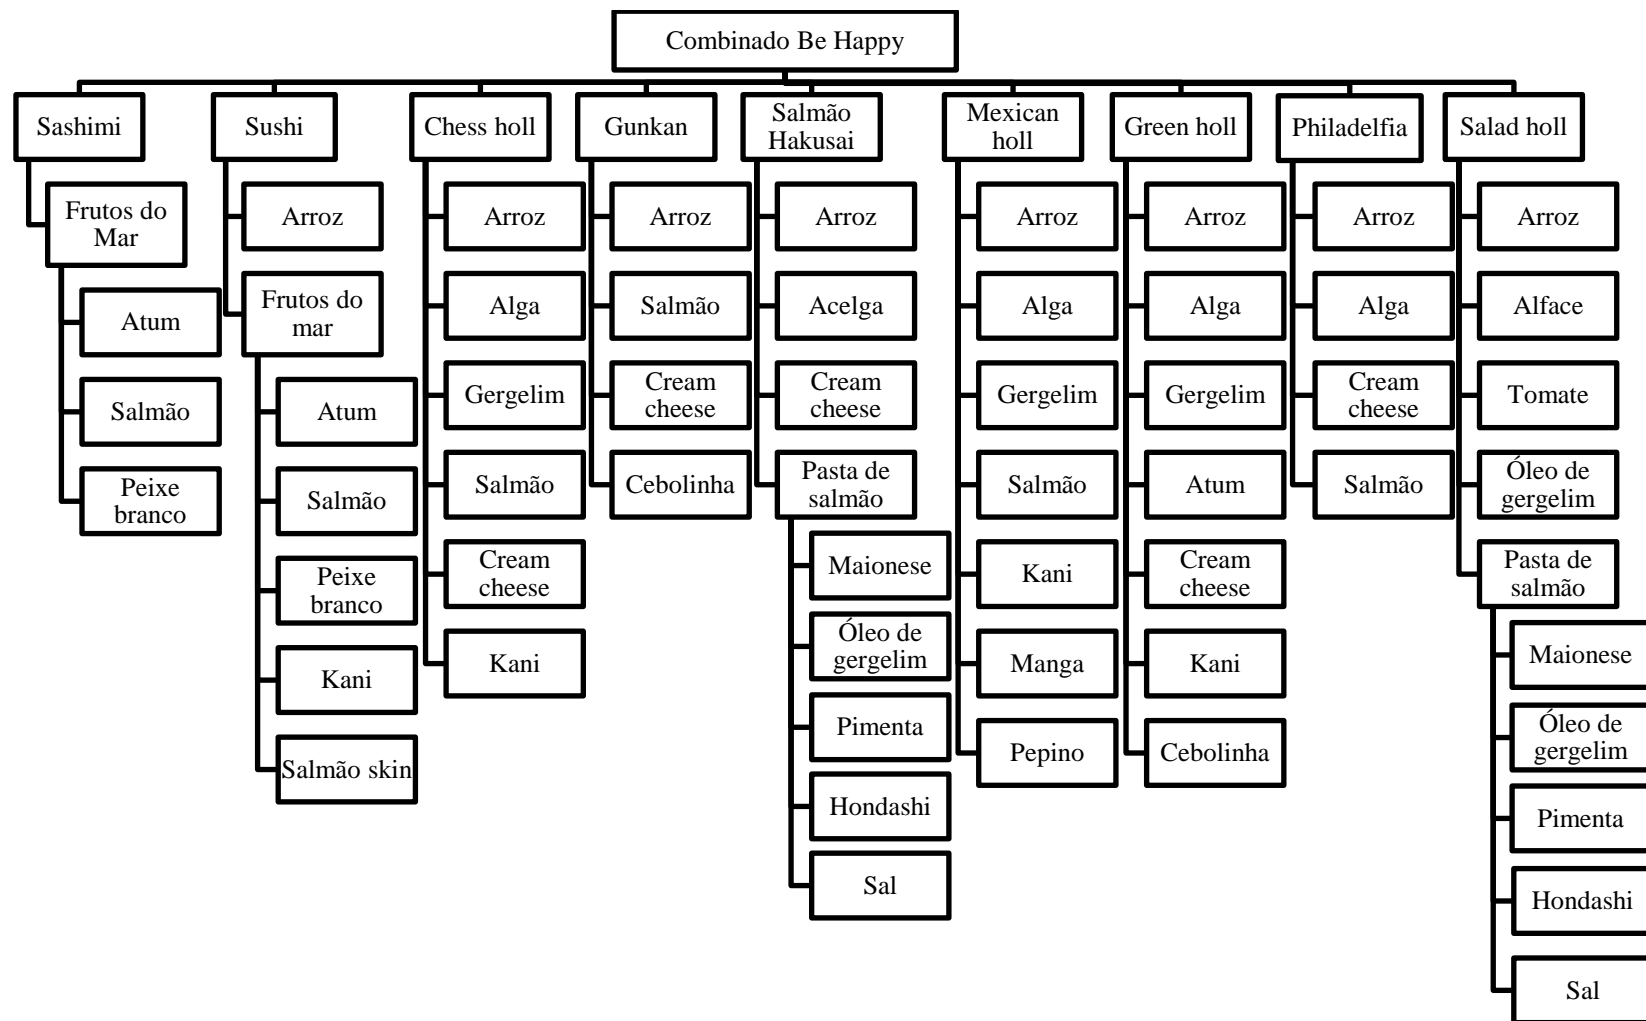 Combinado Be Happy
Sashimi
Frutos do
Mar
Atum
Salmão
Peixe
branco
Sushi
Arroz
Frutos do
mar
Atum
Salmão
Peixe
branco
Kani
Salmão skin
Chess holl
Arroz
Alga
Gergelim
Salmão
Cream
cheese
Kani
Gunkan
Arroz
Salmão
Cream
cheese
Cebolinha
Salmão
Hakusai
Arroz
Acelga
Cream
cheese
Pasta de
salmão
Maionese
Óleo de
gergelim
Pimenta
Hondashi
Sal
Mexican
holl
Arroz
Alga
Gergelim
Salmão
Kani
Manga
Pepino
Green holl
Arroz
Alga
Gergelim
Atum
Cream
cheese
Kani
Cebolinha
Philadelfia
Arroz
Alga
Cream
cheese
Salmão
Salad holl
Arroz
Alface
Tomate
Óleo de
gergelim
Pasta de
salmão
Maionese
Óleo de
gergelim
Pimenta
Hondashi
Sal